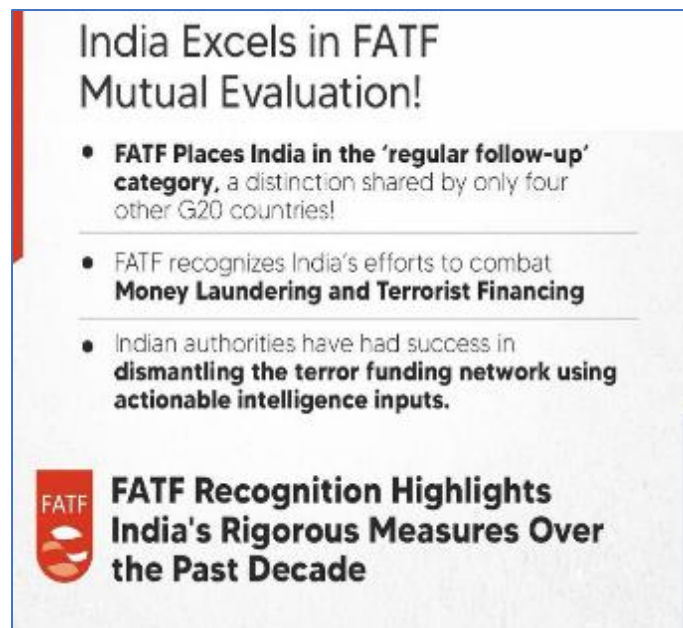 India Excels in FATF
Mutual Evaluation!
• FATF Places India in the ‘regular follow-up’
category, a distinction shared by only four
other G20 countries!
• FATF recognizes India's efforts to combat
Money Laundering and Terrorist Financing
• Indian authorities have had success in
dismantling the terror funding network using
actionable intelligence inputs.
FATF
FATF Recognition Highlights
India's Rigorous Measures Over
the Past Decade